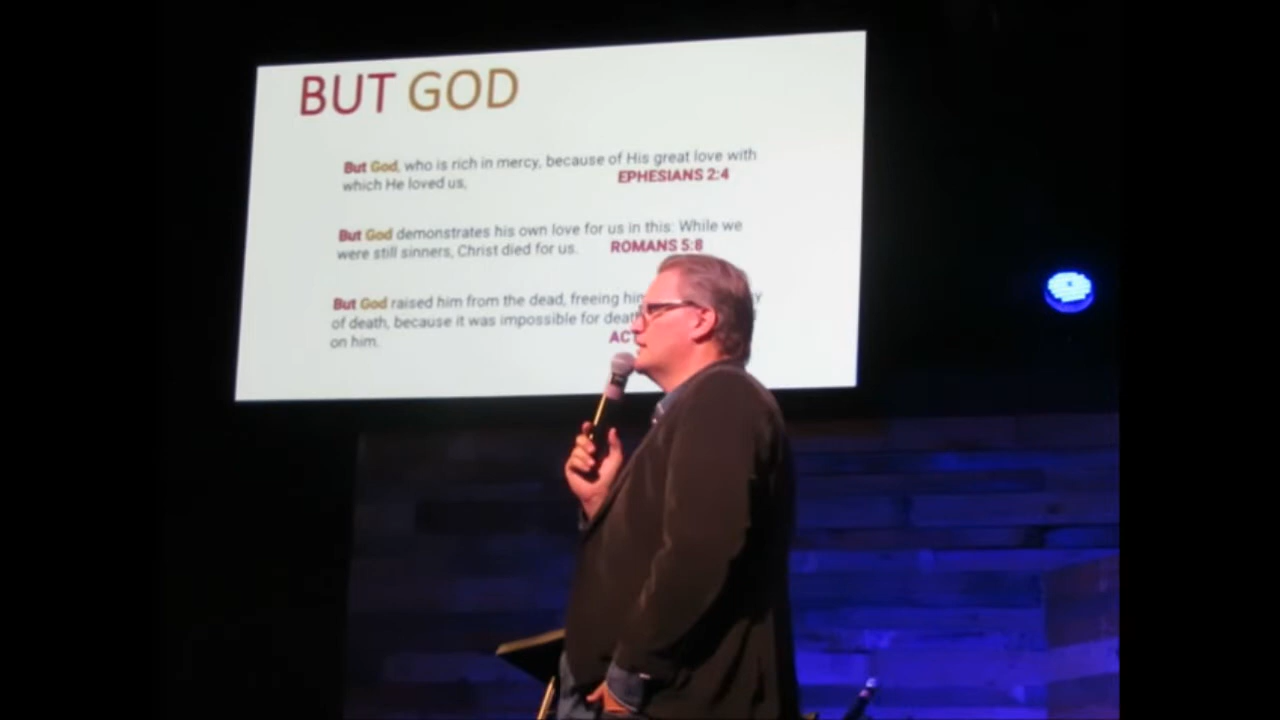 BUT GOD
But God, who is rich in mercy, because of His great love with
which He loved us, EPHESIANS 2:4
But God demonstrates his own love for us in this: While we
were still sinners, Christ died for us. ROMANS 5:8
But God raised him from the dead, freeing
of death, because it was impossible for
on him.